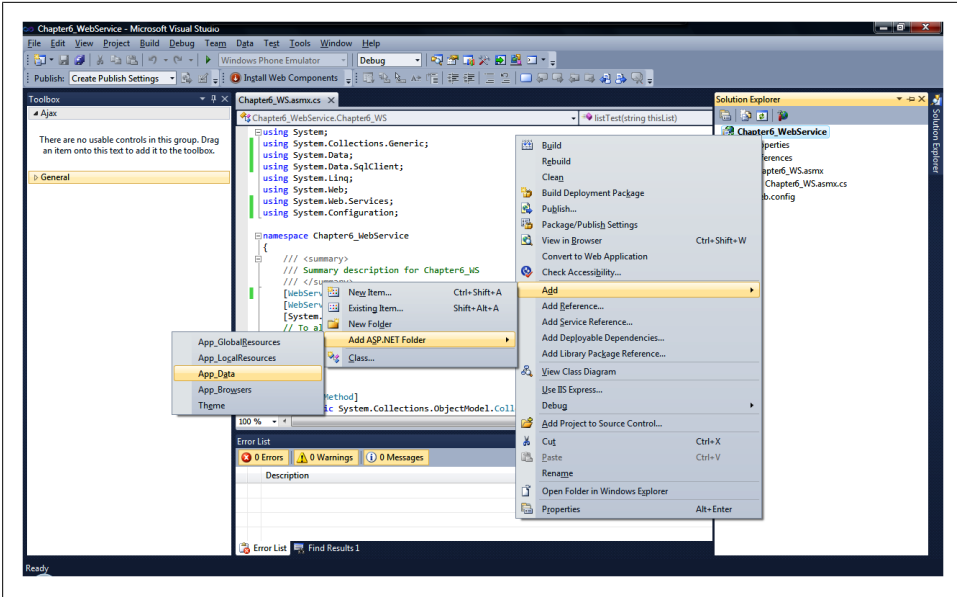 Chapter6_WebService - Microsoft Visual Studio
File Edit View Project Build Debug Team Data Test Tools Window Help
Windows Phone Emulator Debug
Publish: Create Publish Settings Install Web Components
Toolbox
Ajax
There are no usable controls in this group. Drag
an item onto this text to add it to the toolbox.
General
Chapter6_WS.asmx.cs
Chapter6_WebService.Chapter6_WS listTest(string thisList)
using System;
using System.Collections.Generic;
using System.Data;
using System.Data.SqlClient;
using System.Linq;
using System.Web;
using System.Web.Services;
using System.Configuration;
namespace Chapter6_WebService
{
/// <summary>
/// Summary description for Chapter6_WS
/// </summary>
[WebServ
[WebServ
[System.
// To al
Method]
ic System.Collections.ObjectModel.Coll
100 %
Error List
0 Errors 0 Warnings 0 Messages
Description
Error List Find Results 1
Ready
Solution Explorer
Chapter6_WebService
perties
erences
apter6_WS.asmx
Chapter6_WS.asmx.cs
b.config
Solution Explorer
Build
Rebuild
Clean
Build Deployment Package
Publish...
Package/Publish Settings
View in Browser Ctrl+Shift+W
Convert to Web Application
Check Accessibility...
Add
Add Reference...
Add Service Reference...
Add Deployable Dependencies...
Add Library Package Reference...
View Class Diagram
Use IIS Express...
Debug
Add Project to Source Control...
Cut Ctrl+X
Paste Ctrl+V
Rename
Open Folder in Windows Explorer
Properties Alt+Enter
New Item... Ctrl+Shift+A
Existing Item... Shift+Alt+A
New Folder
Add ASP.NET Folder
Class...
App_GlobalResources
App_LocalResources
App_Data
App_Browsers
Theme